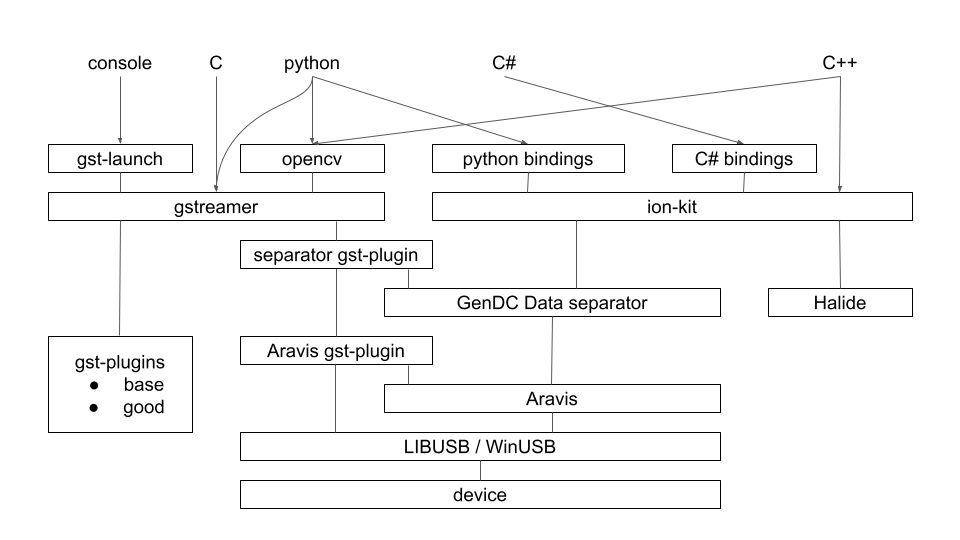 console
C
python
C#
C++
gst-launch
opencv
python bindings
C# bindings
gstreamer
ion-kit
separator gst-plugin
GenDC Data separator
Halide
Aravis gst-plugin
gst-plugins
● base
● good
Aravis
LIBUSB / WinUSB
device